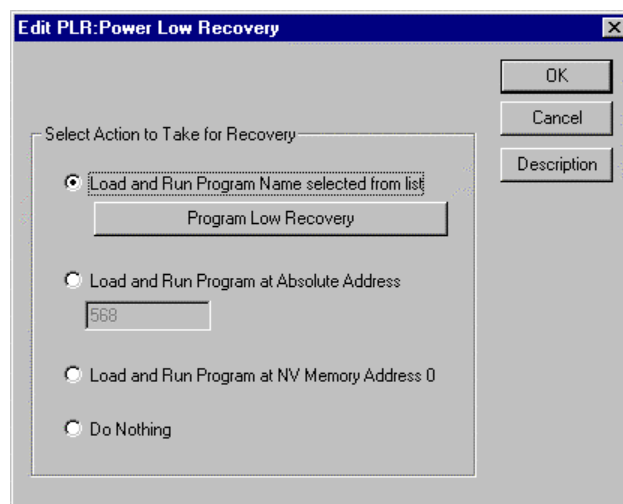 Edit PLR:Power Low Recovery
OK
Cancel
Description
Select Action to Take for Recovery
Load and Run Program Name selected from list
Program Low Recovery
Load and Run Program at Absolute Address
568
Load and Run Program at NV Memory Address 0
Do Nothing